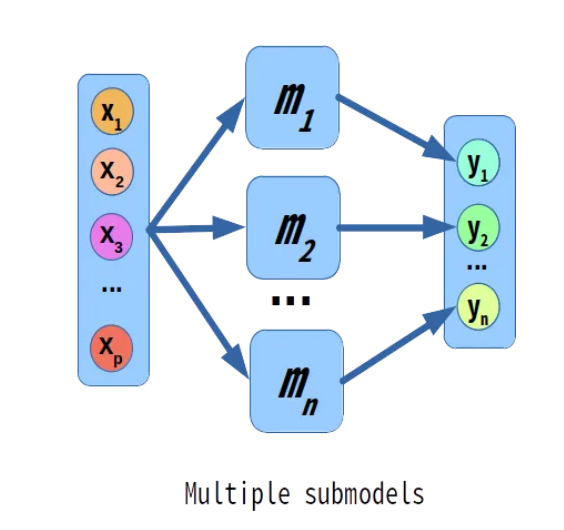 x1
x2
x3
...
xp
m1
m2
...
mn
y1
y2
...
yn
Multiple submodels